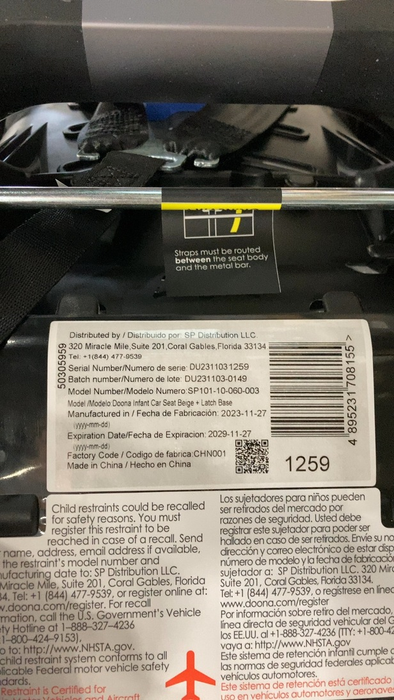 Straps must be routed
between the seat body
and the metal bar.
Distributed by / Distribuido por SP Distribution LLC.
320 Miracle Mile,Suite 201,Coral Gables,Florida 33134
Tel: +1(844) 477-9539
Serial Number/Numero de serie: DU2311031259
Batch number/Numero de lote: DU231103-0149
Model Number/Modelo Numero:SP101-10-060-003
Model /Modelo Doona Infant Car Seat Beige + Latch Base
Manufactured in / Fecha de Fabricación: 2023-11-27
(yyyy-mm-dd)
Expiration Date/Fecha de Expiracion: 2029-11-27
(yyyy-mm-dd)
Factory Code / Codigo de fabrica:CHN001
Made in China / Hecho en China
50305959
4 895231 708155 >
1259
Child restraints could be recalled
for safety reasons. You must
register this restraint to be
reached in case of a recall. Send
name, address, email address if available,
the restraint's model number and
ufacturing date to: SP Distribution LLC.
Miracle Mile, Suite 201, Coral Gables, Florida
34, Tel: +1 (844) 477-9539, or register online at:
w.doona.com/register. For recall
rmation, call the U.S. Government's Vehicle
ty Hotline at 1-888-327-4236
1-800-424-9153),
o to: http://www.NHSTA.gov.
child restraint system conforms to all
licable Federal motor vehicle safety
dards.
Restraint is Certified for
Aircraft
Los sujetadores para niños pueden
ser retirados del mercado por
razones de seguridad. Usted debe
registrar este sujetador para poder ser
hallado en caso de ser retirado. Envíe su no
dirección y correo electrónico de estar disp
número de modelo y la fecha de fabricación
sujetador a: SP Distribution LLC. 320 Mira
Suite 201, Coral Gables, Florida 33134.
Tel: +1 (844) 477-9539, o regístrese en línea
www.doona.com/register
Por información sobre retiro del mercado,
línea directa de seguridad vehicular del G
los EE.UU. al +1-888-327-4236 (TTY: +1-800-42
vaya a: http://www.NHSTA.gov
Este sistema de retención infantil cumple c
las normas de seguridad federales aplicab
vehículos automotores.
Este sistema de retención está certificado
uso en vehículos automotores y aeronaves